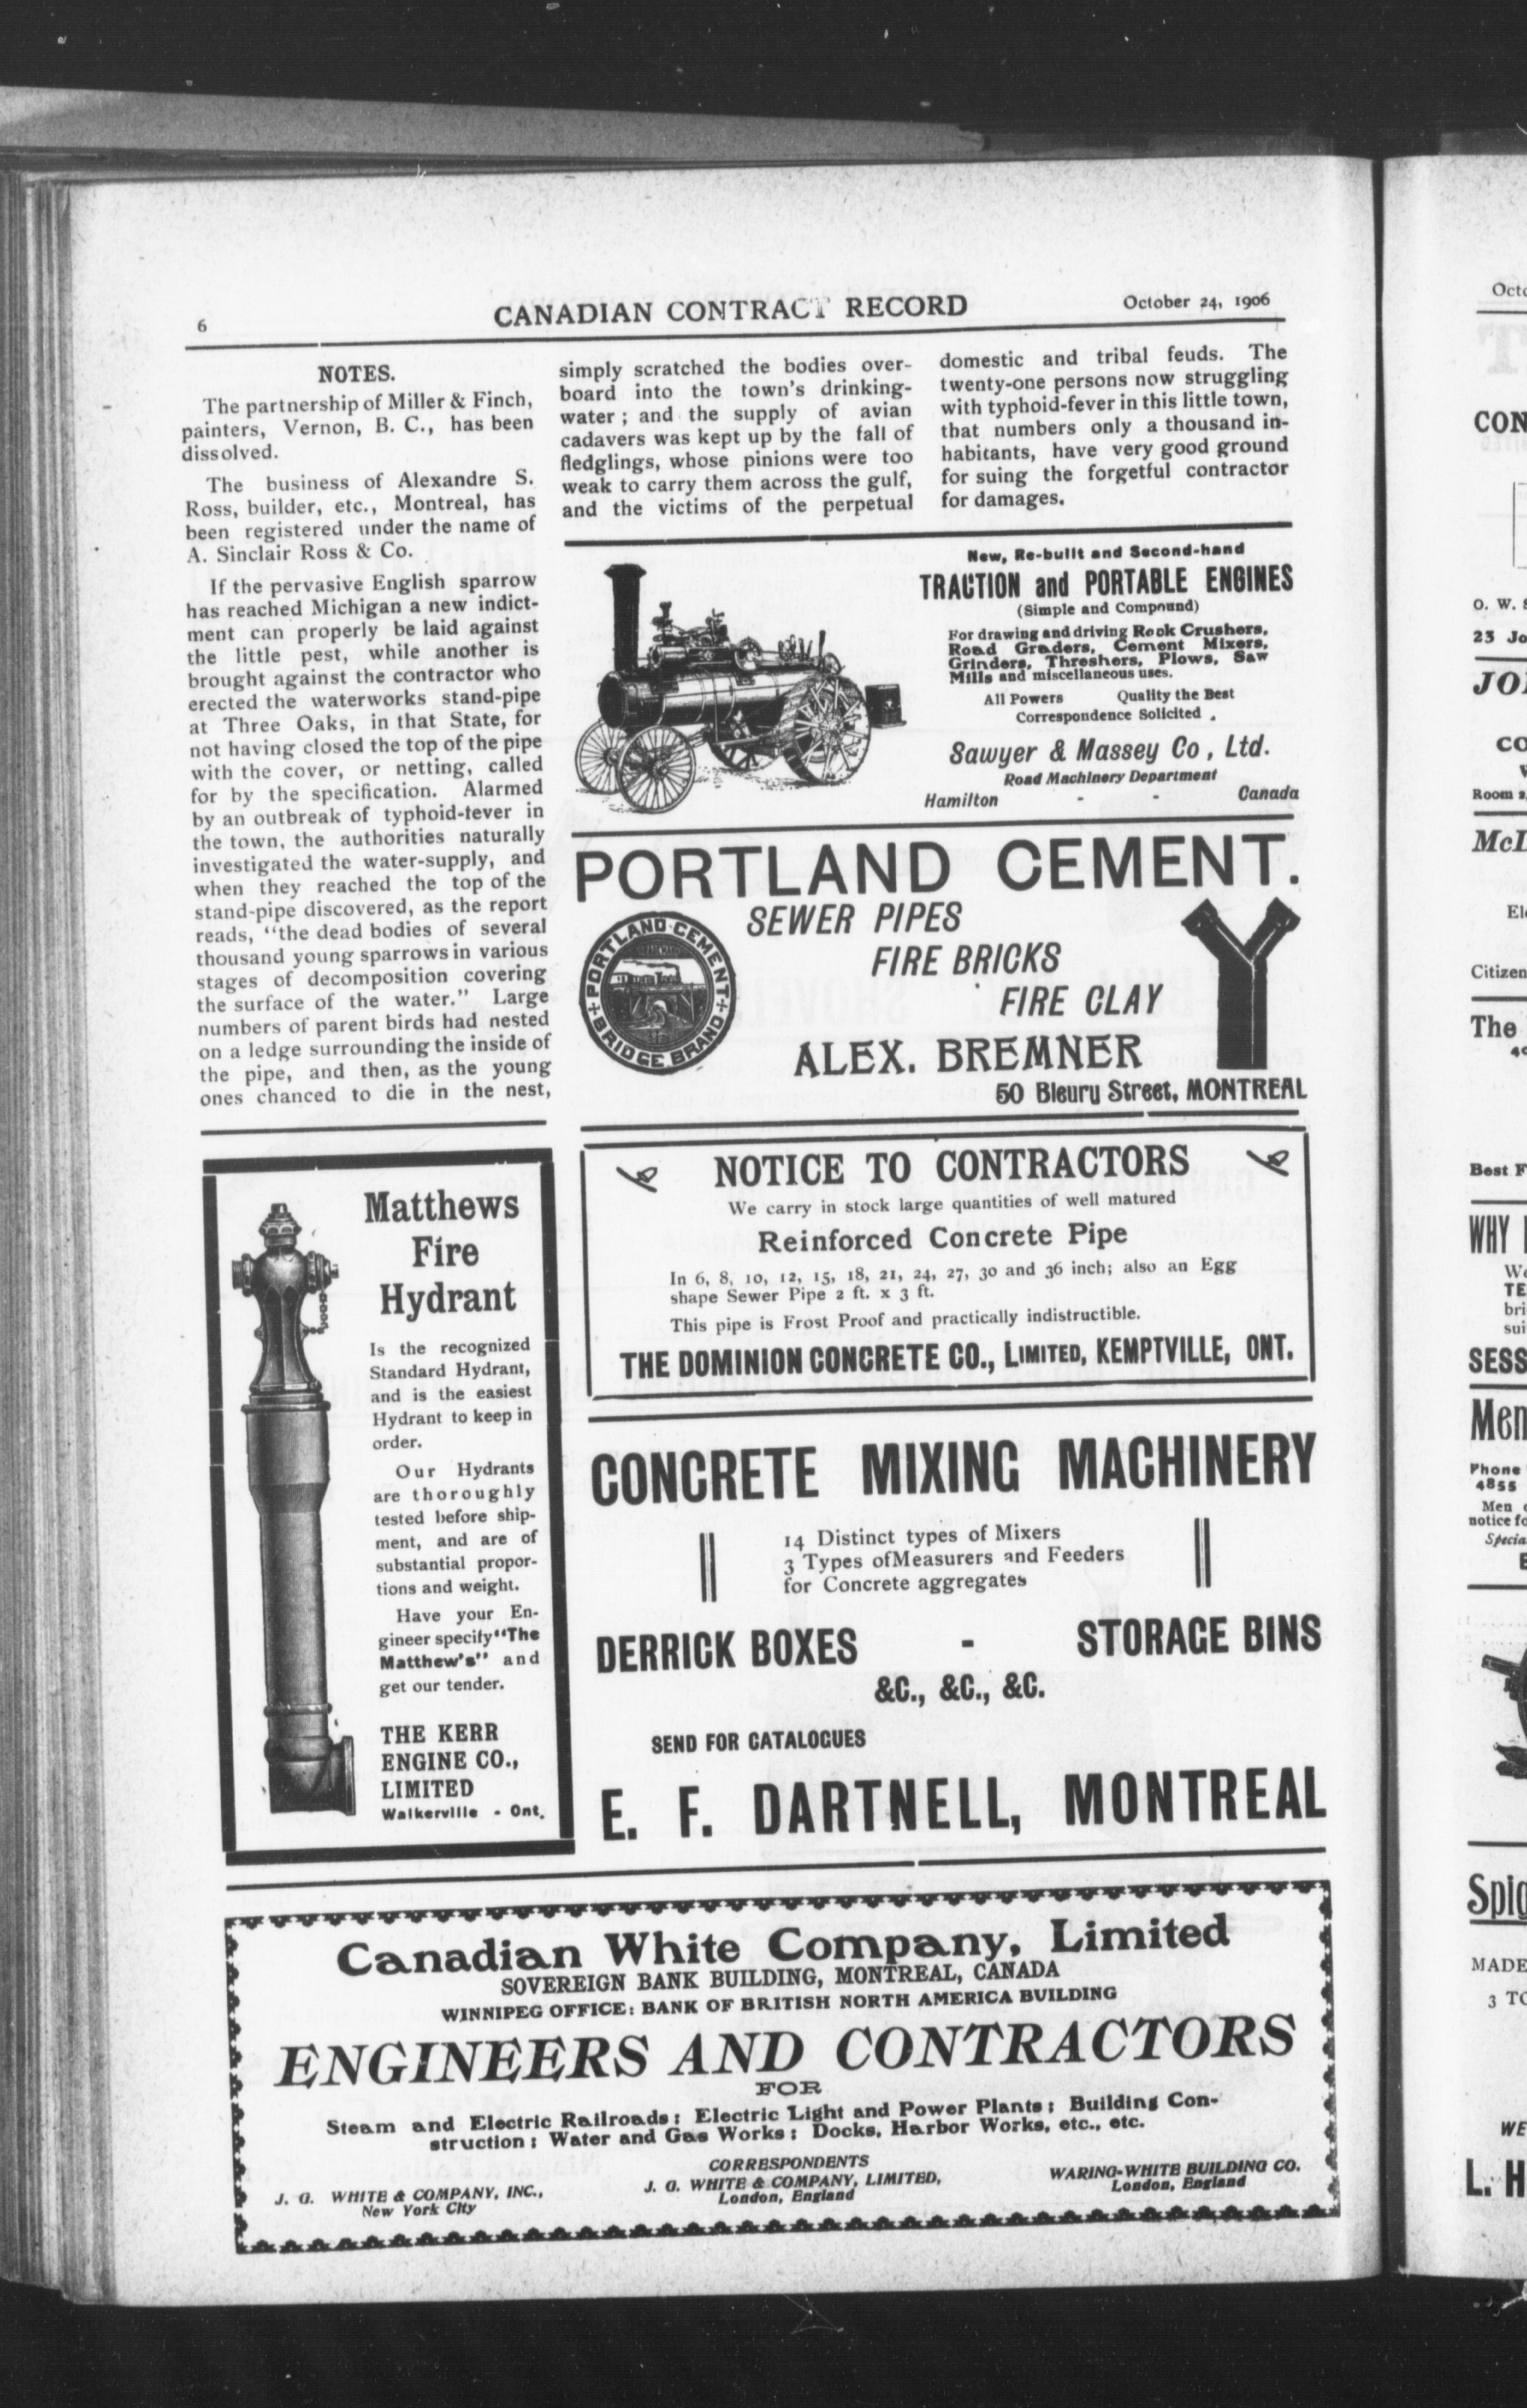 6
CANADIAN CONTRACT RECORD
October 24, 1906
NOTES.
The partnership of Miller & Finch,
painters, Vernon, B. C., has been
dissolved.
The business of Alexandre S.
Ross, builder, etc., Montreal, has
been registered under the name of
A. Sinclair Ross & Co.
If the pervasive English sparrow
has reached Michigan a new indict-
ment can properly be laid against
the little pest, while another is
brought against the contractor who
erected the waterworks stand-pipe
at Three Oaks, in that State, for
not having closed the top of the pipe
with the cover, or netting, called
for by the specification. Alarmed
by an outbreak of typhoid-fever in
the town, the authorities naturally
investigated the water-supply, and
when they reached the top of the
stand-pipe discovered, as the report
reads, "the dead bodies of several
thousand young sparrows in various
stages of decomposition covering
the surface of the water." Large
numbers of parent birds had nested
on a ledge surrounding the inside of
the pipe, and then, as the young
ones chanced to die in the nest,
simply scratched the bodies over-
board into the town's drinking-
water ; and the supply of avian
cadavers was kept up by the fall of
fledglings, whose pinions were too
weak to carry them across the gulf,
and the victims of the perpetual
domestic and tribal feuds. The
twenty-one persons now struggling
with typhoid-fever in this little town,
that numbers only a thousand in-
habitants, have very good ground
for suing the forgetful contractor
for damages.
New, Re-built and Second-hand
TRACTION and PORTABLE ENGINES
(Simple and Compound)
For drawing and driving Rock Crushers,
Road Graders, Cement Mixers,
Grinders, Threshers, Plows, Saw
Mills and miscellaneous uses.
All Powers Quality the Best
Correspondence Solicited .
Sawyer & Massey Co , Ltd.
Road Machinery Department
Hamilton - - Canada
PORTLAND CEMENT.
SEWER PIPES
FIRE BRICKS
FIRE CLAY
PORTLAND CEMENT
BRIDGE BRAND
ALEX. BREMNER
50 Bleury Street, MONTREAL
NOTICE TO CONTRACTORS
We carry in stock large quantities of well matured
Reinforced Concrete Pipe
In 6, 8, 10, 12, 15, 18, 21, 24, 27, 30 and 36 inch; also an Egg
shape Sewer Pipe 2 ft. x 3 ft.
This pipe is Frost Proof and practically indistructible.
THE DOMINION CONCRETE CO., LIMITED, KEMPTVILLE, ONT.
Matthews
Fire
Hydrant
Is the recognized
Standard Hydrant,
and is the easiest
Hydrant to keep in
order.
Our Hydrants
are thoroughly
tested before ship-
ment, and are of
substantial propor-
tions and weight.
Have your En-
gineer specify "The
Matthew's" and
get our tender.
THE KERR
ENGINE CO.,
LIMITED
Walkerville - Ont.
CONCRETE MIXING MACHINERY
14 Distinct types of Mixers
3 Types of Measurers and Feeders
for Concrete aggregates
DERRICK BOXES - STORAGE BINS
&C., &C., &C.
SEND FOR CATALOGUES
E. F. DARTNELL, MONTREAL
Canadian White Company, Limited
SOVEREIGN BANK BUILDING, MONTREAL, CANADA
WINNIPEG OFFICE: BANK OF BRITISH NORTH AMERICA BUILDING
ENGINEERS AND CONTRACTORS
FOR
Steam and Electric Railroads; Electric Light and Power Plants; Building Con-
struction; Water and Gas Works; Docks, Harbor Works, etc., etc.
CORRESPONDENTS
J. G. WHITE & COMPANY, INC.,
New York City
J. G. WHITE & COMPANY, LIMITED,
London, England
WARING-WHITE BUILDING CO.
London, England
O. W.
23 Jo
Room
Citizen
The
Best F
WHY
SESS
Men
Phone
4855
Men
notice fo
Specia
Spig
MADE
3 TO
WE
L. H